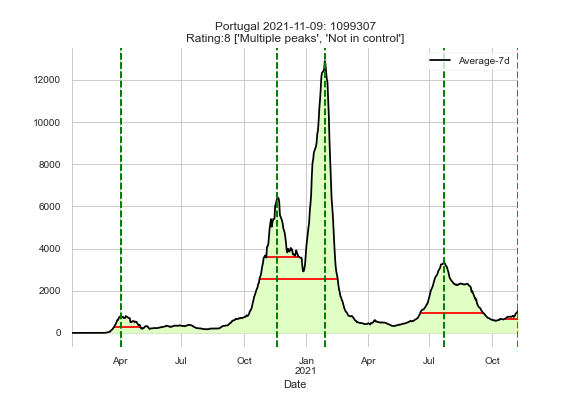 Portugal 2021-11-09: 1099307
Rating:8 ['Multiple peaks', 'Not in control']
Average-7d
12000
10000
8000
6000
4000
2000
0
Apr Jul Oct Jan Apr Jul Oct
2021
Date